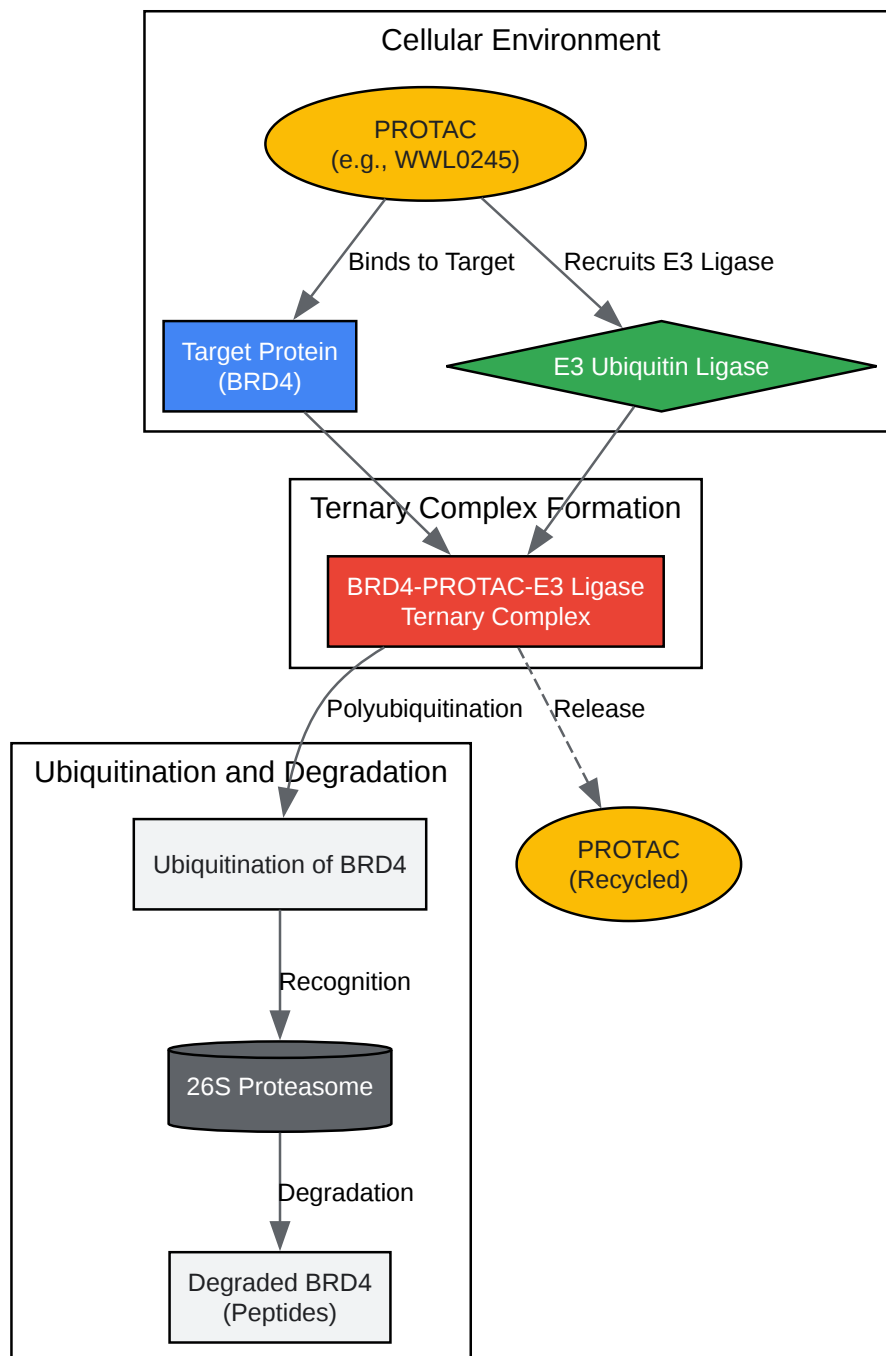 Cellular Environment
PROTAC
(e.g., WWL0245)
Binds to Target
Recruits E3 Ligase
Target Protein
(BRD4)
E3 Ubiquitin Ligase
Ternary Complex Formation
BRD4-PROTAC-E3 Ligase
Ternary Complex
Polyubiquitination
Release
Ubiquitination and Degradation
Ubiquitination of BRD4
PROTAC
(Recycled)
Recognition
26S Proteasome
Degradation
Degraded BRD4
(Peptides)